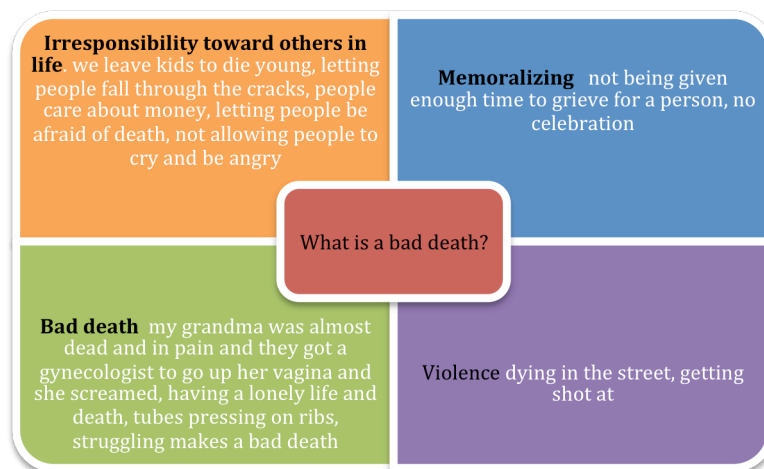 Irresponsibility toward others in
life. we leave kids to die young, letting
people fall through the cracks, people
care about money, letting people be
afraid of death, not allowing people to
cry and be angry
Memoralizing not being given
enough time to grieve for a person, no
celebration
What is a bad death?
Bad death my grandma was almost
dead and in pain and they got a
gynecologist to go up her vagina and
she screamed, having a lonely life and
death, tubes pressing on ribs,
struggling makes a bad death
Violence dying in the street, getting
shot at